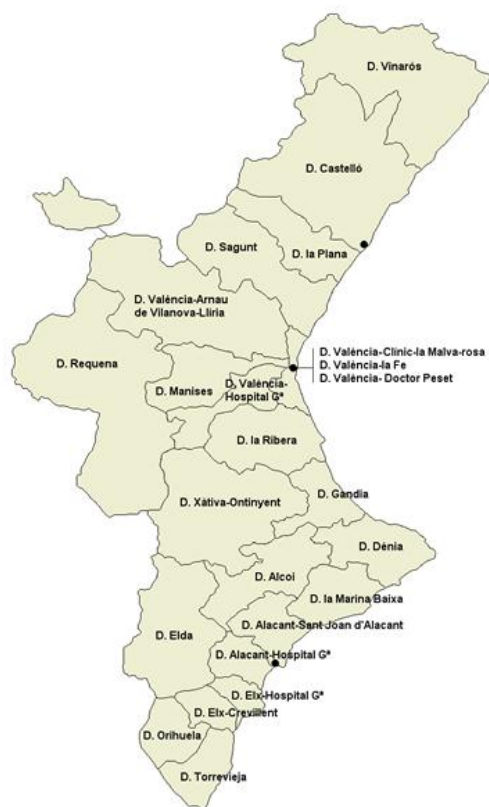 D. Vinaròs
D. Castelló
D. Sagunt
D. la Plana
D. València-Arnau
de Vilanova-Llíria
D. València-Clínic-la Malva-rosa
D. València-la Fe
D. València- Doctor Peset
D. Requena
D. Manises
D. València-
Hospital Gª
D. la Ribera
D. Xàtiva-Ontinyent
D. Gandia
D. Dènia
D. Alcoi
D. la Marina Baixa
D. Elda
D. Alacant-Sant Joan d'Alacant
D. Alacant-Hospital Gª
D. Elx-Hospital Gª
D. Elx-Crevillent
D. Orihuela
D. Torrevieja